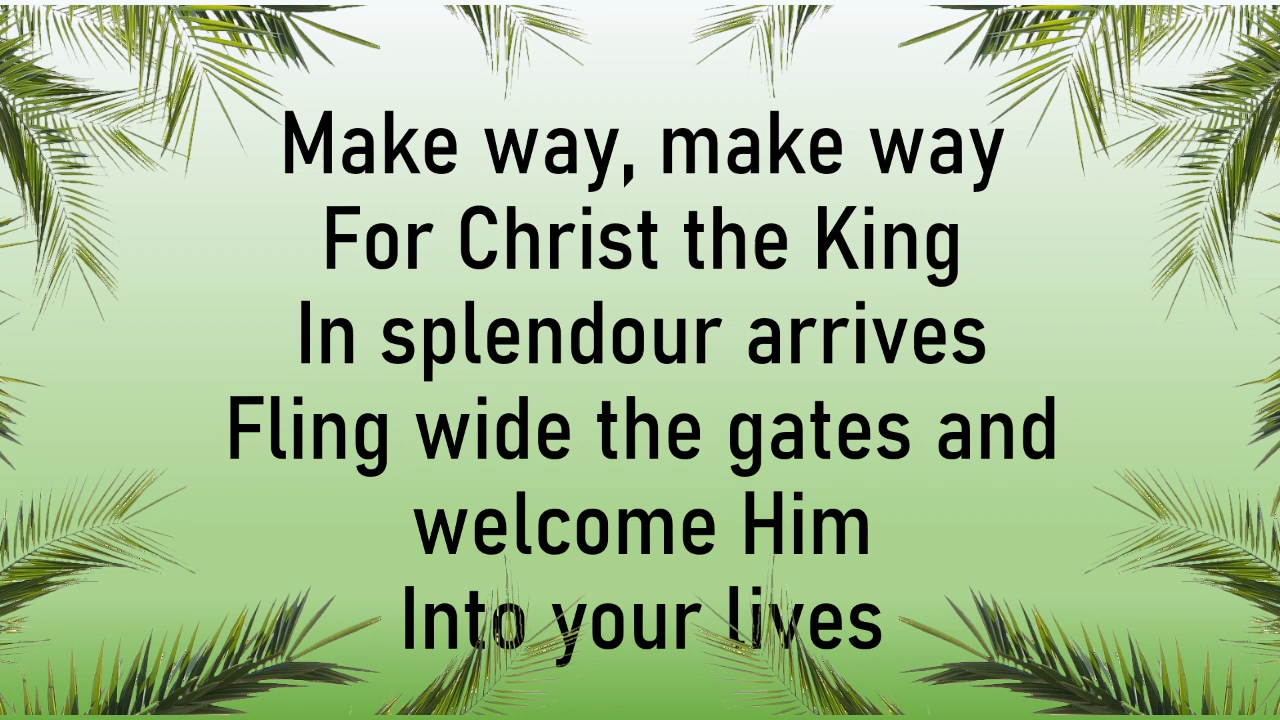 Make way, make way
For Christ the King
In splendour arrives
Fling wide the gates and
welcome Him
Into your lives